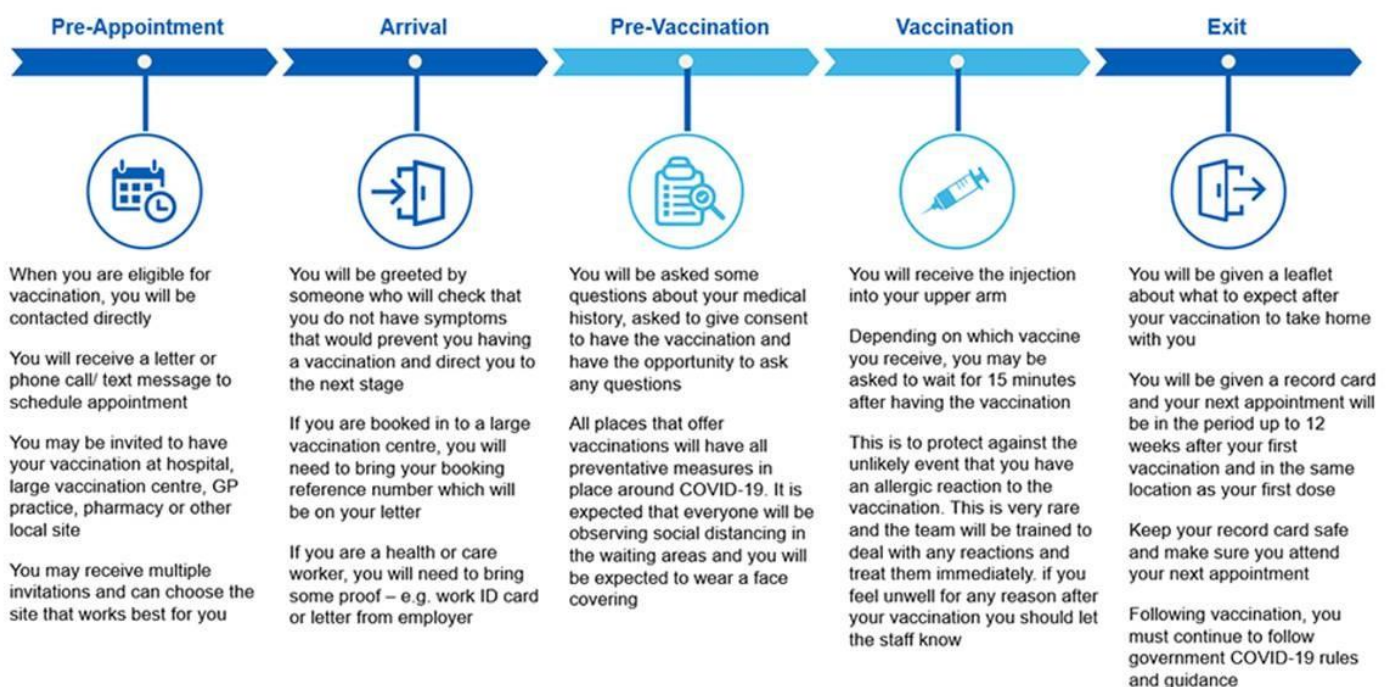 Pre-Appointment
Arrival
Pre-Vaccination
Vaccination
Exit
When you are eligible for
vaccination, you will be
contacted directly
You will receive a letter or
phone call/ text message to
schedule appointment
You may be invited to have
your vaccination at hospital,
large vaccination centre, GP
practice, pharmacy or other
local site
You may receive multiple
invitations and can choose the
site that works best for you
You will be greeted by
someone who will check that
you do not have symptoms
that would prevent you having
a vaccination and direct you to
the next stage
If you are booked in to a large
vaccination centre, you will
need to bring your booking
reference number which will
be on your letter
If you are a health or care
worker, you will need to bring
some proof – e.g. work ID card
or letter from employer
You will be asked some
questions about your medical
history, asked to give consent
to have the vaccination and
have the opportunity to ask
any questions
All places that offer
vaccinations will have all
preventative measures in
place around COVID-19. It is
expected that everyone will be
observing social distancing in
the waiting areas and you will
be expected to wear a face
covering
You will receive the injection
into your upper arm
Depending on which vaccine
you receive, you may be
asked to wait for 15 minutes
after having the vaccination
This is to protect against the
unlikely event that you have
an allergic reaction to the
vaccination. This is very rare
and the team will be trained to
deal with any reactions and
treat them immediately. if you
feel unwell for any reason after
your vaccination you should let
the staff know
You will be given a leaflet
about what to expect after
your vaccination to take home
with you
You will be given a record card
and your next appointment will
be in the period up to 12
weeks after your first
vaccination and in the same
location as your first dose
Keep your record card safe
and make sure you attend
your next appointment
Following vaccination, you
must continue to follow
government COVID-19 rules
and guidance